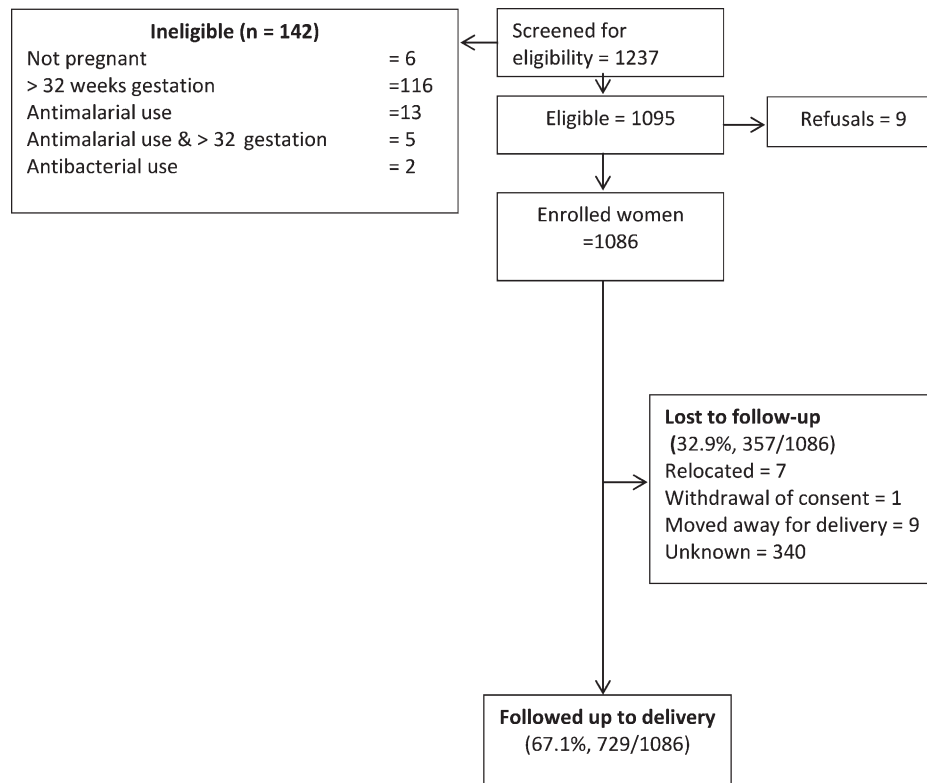 Ineligible (n = 142)
Not pregnant = 6
> 32 weeks gestation =116
Antimalarial use =13
Antimalarial use & > 32 gestation = 5
Antibacterial use = 2
Screened for
eligibility = 1237
Eligible = 1095
Refusals = 9
Enrolled women
=1086
Lost to follow-up
(32.9%, 357/1086)
Relocated = 7
Withdrawal of consent = 1
Moved away for delivery = 9
Unknown = 340
Followed up to delivery
(67.1%, 729/1086)